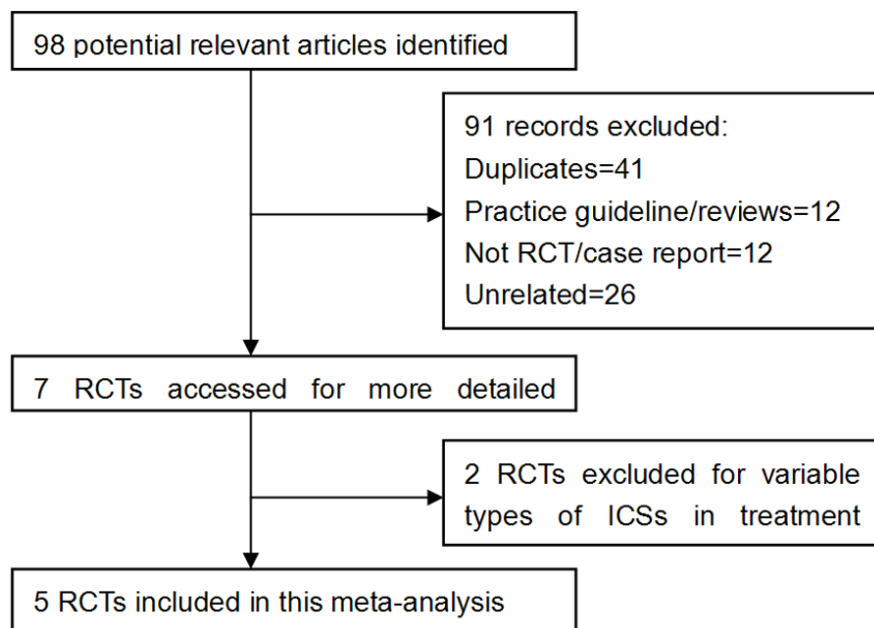 98 potential relevant articles identified
91 records excluded:
Duplicates=41
Practice guideline/reviews=12
Not RCT/case report=12
Unrelated=26
7 RCTs accessed for more detailed
2 RCTs excluded for variable
types of ICSs in treatment
5 RCTs included in this meta-analysis